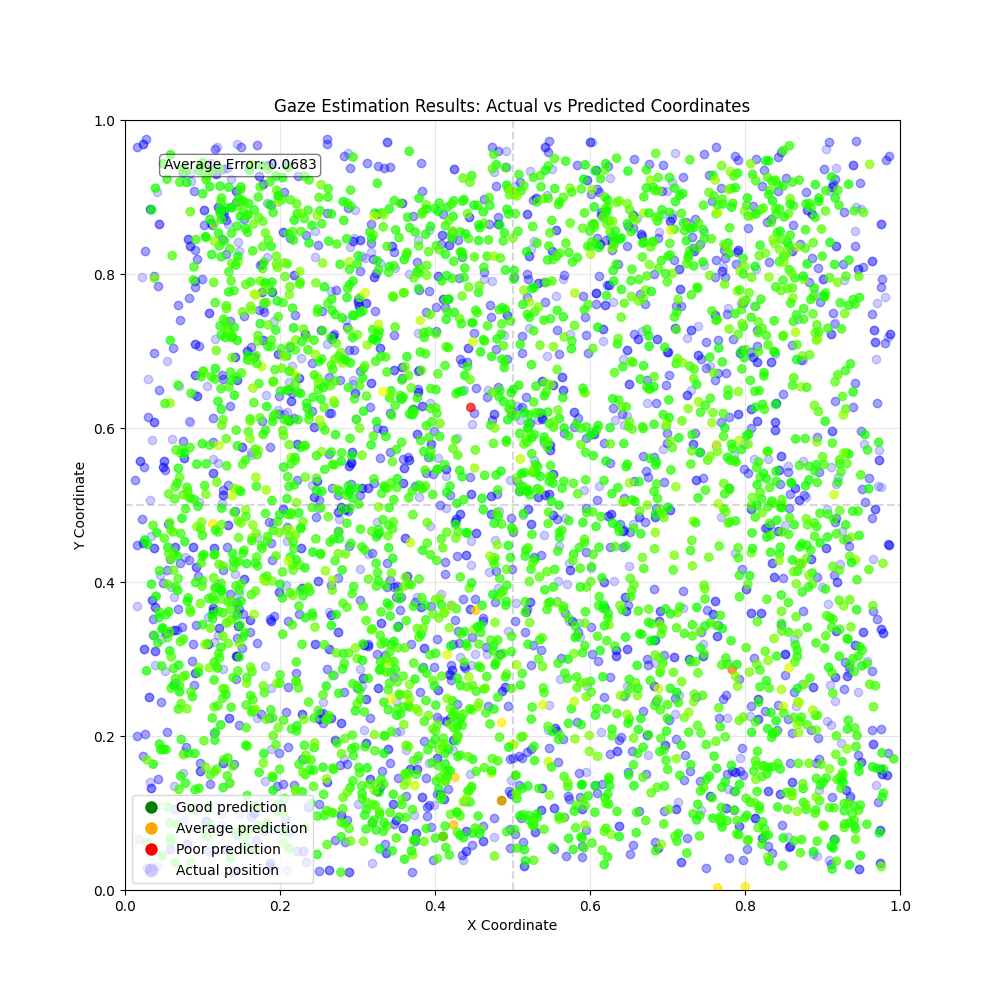 Gaze Estimation Results: Actual vs Predicted Coordinates
Average Error: 0.0683
1.0
0.8
0.6
0.4
0.2
0.0
Y Coordinate
Good prediction
Average prediction
Poor prediction
Actual position
0.0 0.2 0.4 0.6 0.8 1.0
X Coordinate